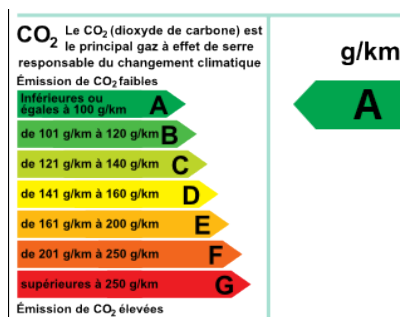 CO2 Le CO2 (dioxyde de carbone) est
le principal gaz à effet de serre
responsable du changement climatique
Émission de CO2 faibles
Inférieures ou
égales à 100 g/km A
de 101 g/km à 120 g/km B
de 121 g/km à 140 g/km C
de 141 g/km à 160 g/km D
de 161 g/km à 200 g/km E
de 201 g/km à 250 g/km F
supérieures à 250 g/km G
Émission de CO2 élevées
g/km
A